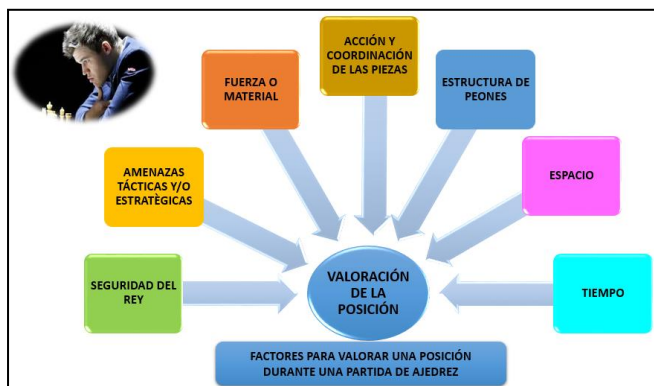 ACCIÓN Y
COORDINACIÓN
DE LAS PIEZAS
FUERZA O
MATERIAL
ESTRUCTURA DE
PEONES
AMENAZAS
TÁCTICAS Y/O
ESTRATÈGICAS
ESPACIO
SEGURIDAD DEL
REY
VALORACIÓN
DE LA
POSICIÓN
TIEMPO
FACTORES PARA VALORAR UNA POSICIÓN
DURANTE UNA PARTIDA DE AJEDREZ